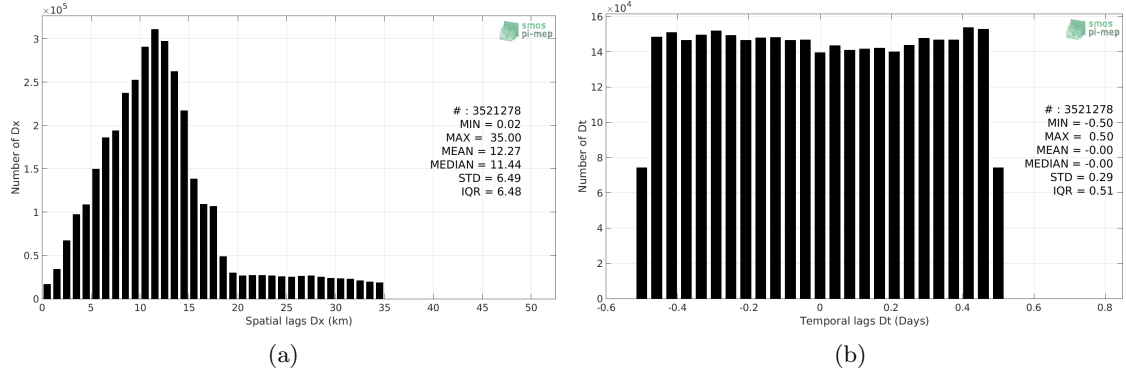 ×10^5
3
2.5
2
1.5
1
0.5
0
0 5 10 15 20 25 30 35 40 45 50
Number of Dx
Spatial lags Dx (km)
smos
pi-mep
# : 3521278
MIN = 0.02
MAX = 35.00
MEAN = 12.27
MEDIAN = 11.44
STD = 6.49
IQR = 6.48
(a)
×10^4
16
14
12
10
8
6
4
2
0
-0.6 -0.4 -0.2 0 0.2 0.4 0.6 0.8
Number of Dt
Temporal lags Dt (Days)
smos
pi-mep
# : 3521278
MIN = -0.50
MAX = 0.50
MEAN = -0.00
MEDIAN = -0.00
STD = 0.29
IQR = 0.51
(b)